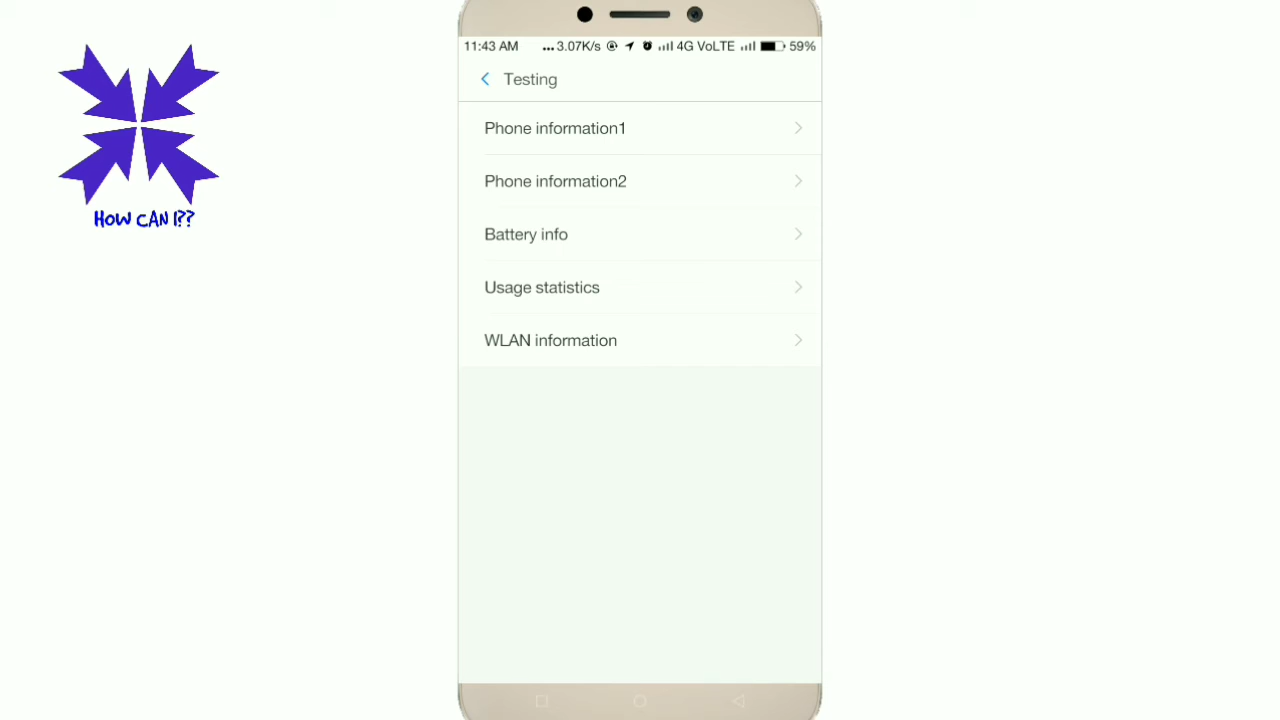 11:43 AM ... 3.07K/s 4G VoLTE 59%
Testing
Phone information1
Phone information2
Battery info
Usage statistics
WLAN information
HOW CAN I??